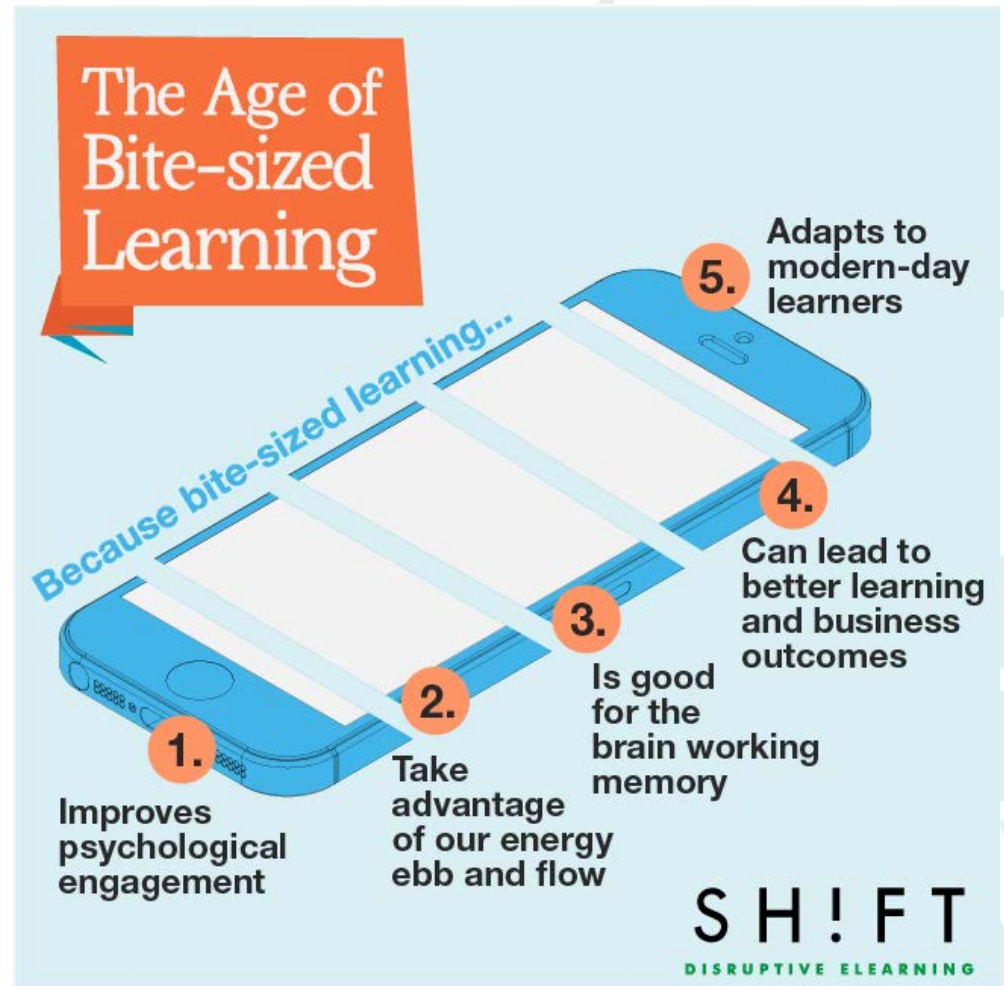 The Age of
Bite-sized
Learning
Because bite-sized learning...
1.
Improves
psychological
engagement
2.
Take
advantage
of our energy
ebb and flow
3.
Is good
for the
brain working
memory
4.
Can lead to
better learning
and business
outcomes
5.
Adapts to
modern-day
learners
SH!FT
DISRUPTIVE ELEARNING